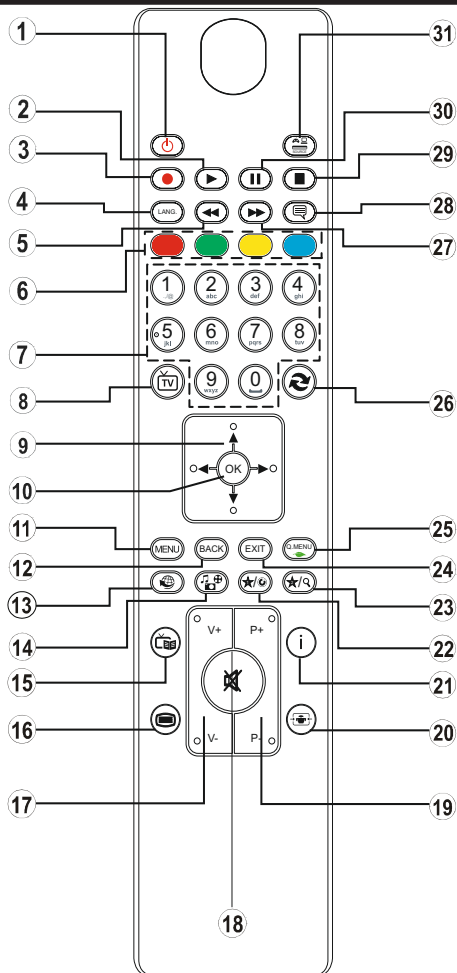 1
31
2
30
3
29
4
LANG.
28
5
27
6
1 2 3 4
.-/@ abc def ghi
7
5 6 7 8
jkl mno pqrs tuv
8
TV
9 0
wxyz
26
9
10
OK
11
MENU
BACK
EXIT
Q.MENU
25
12
24
13
23
14
22
V+ P+
15
i
21
16
20
V- P-
17
19
18